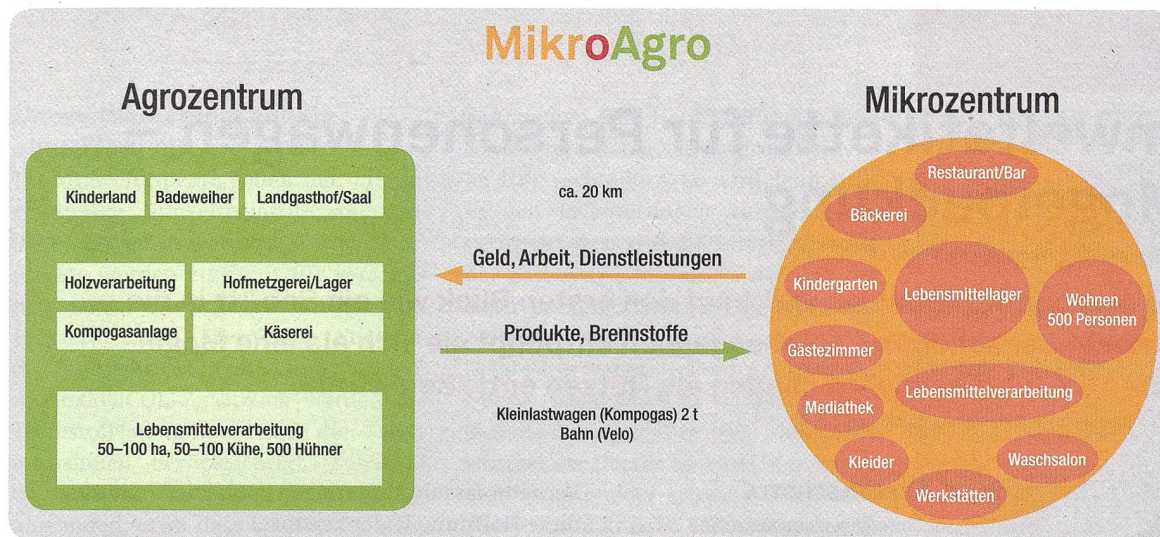 MikroAgro
Agrozentrum
Kinderland
Badeweiher
Landgasthof/Saal
Holzverarbeitung
Hofmetzgerei/Lager
Kompogasanlage
Käserei
Lebensmittelverarbeitung
50–100 ha, 50–100 Kühe, 500 Hühner
ca. 20 km
Geld, Arbeit, Dienstleistungen
Produkte, Brennstoffe
Kleinlastwagen (Kompogas) 2 t
Bahn (Velo)
Mikrozentrum
Restaurant/Bar
Bäckerei
Kindergarten
Lebensmittellager
Wohnen
500 Personen
Gästezimmer
Lebensmittelverarbeitung
Mediathek
Kleider
Waschsalon
Werkstätten